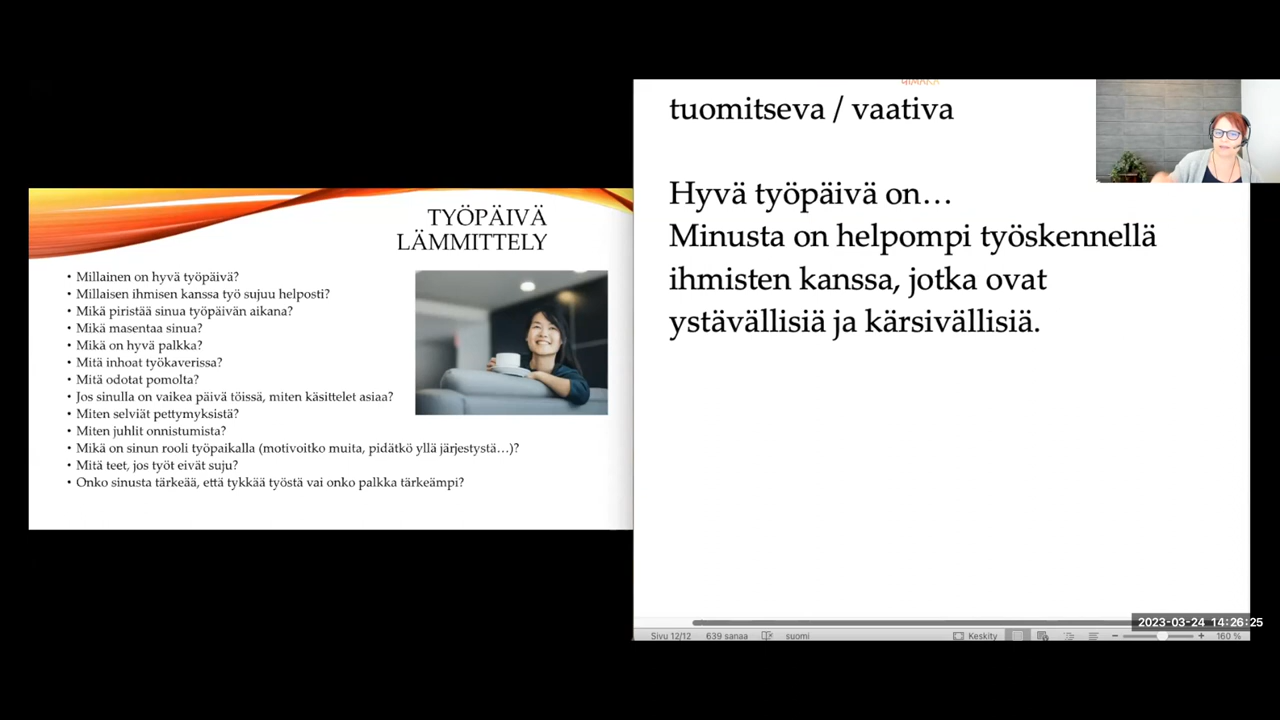 TYÖPÄIVÄ
LÄMMITTELY
• Millainen on hyvä työpäivä?
• Millaisen ihmisen kanssa työ sujuu helposti?
• Mikä piristää sinua työpäivän aikana?
• Mikä masentaa sinua?
• Mikä on hyvä palkka?
• Mitä inhoat työkaverissa?
• Mitä odotat pomolta?
• Jos sinulla on vaikea päivä töissä, miten käsittelet asiaa?
• Miten selviät pettymyksistä?
• Miten juhlit onnistumista?
• Mikä on sinun rooli työpaikalla (motivoitko muita, pidätkö yllä järjestystä…)?
• Mitä teet, jos työt eivät suju?
• Onko sinusta tärkeää, että tykkää työstä vai onko palkka tärkeämpi?
tuomitseva / vaativa
Hyvä työpäivä on…
Minusta on helpompi työskennellä
ihmisten kanssa, jotka ovat
ystävällisiä ja kärsivällisiä.
2023-03-24 14:26:25
Sivu 12/12 639 sanaa suomi Keskity 160 %